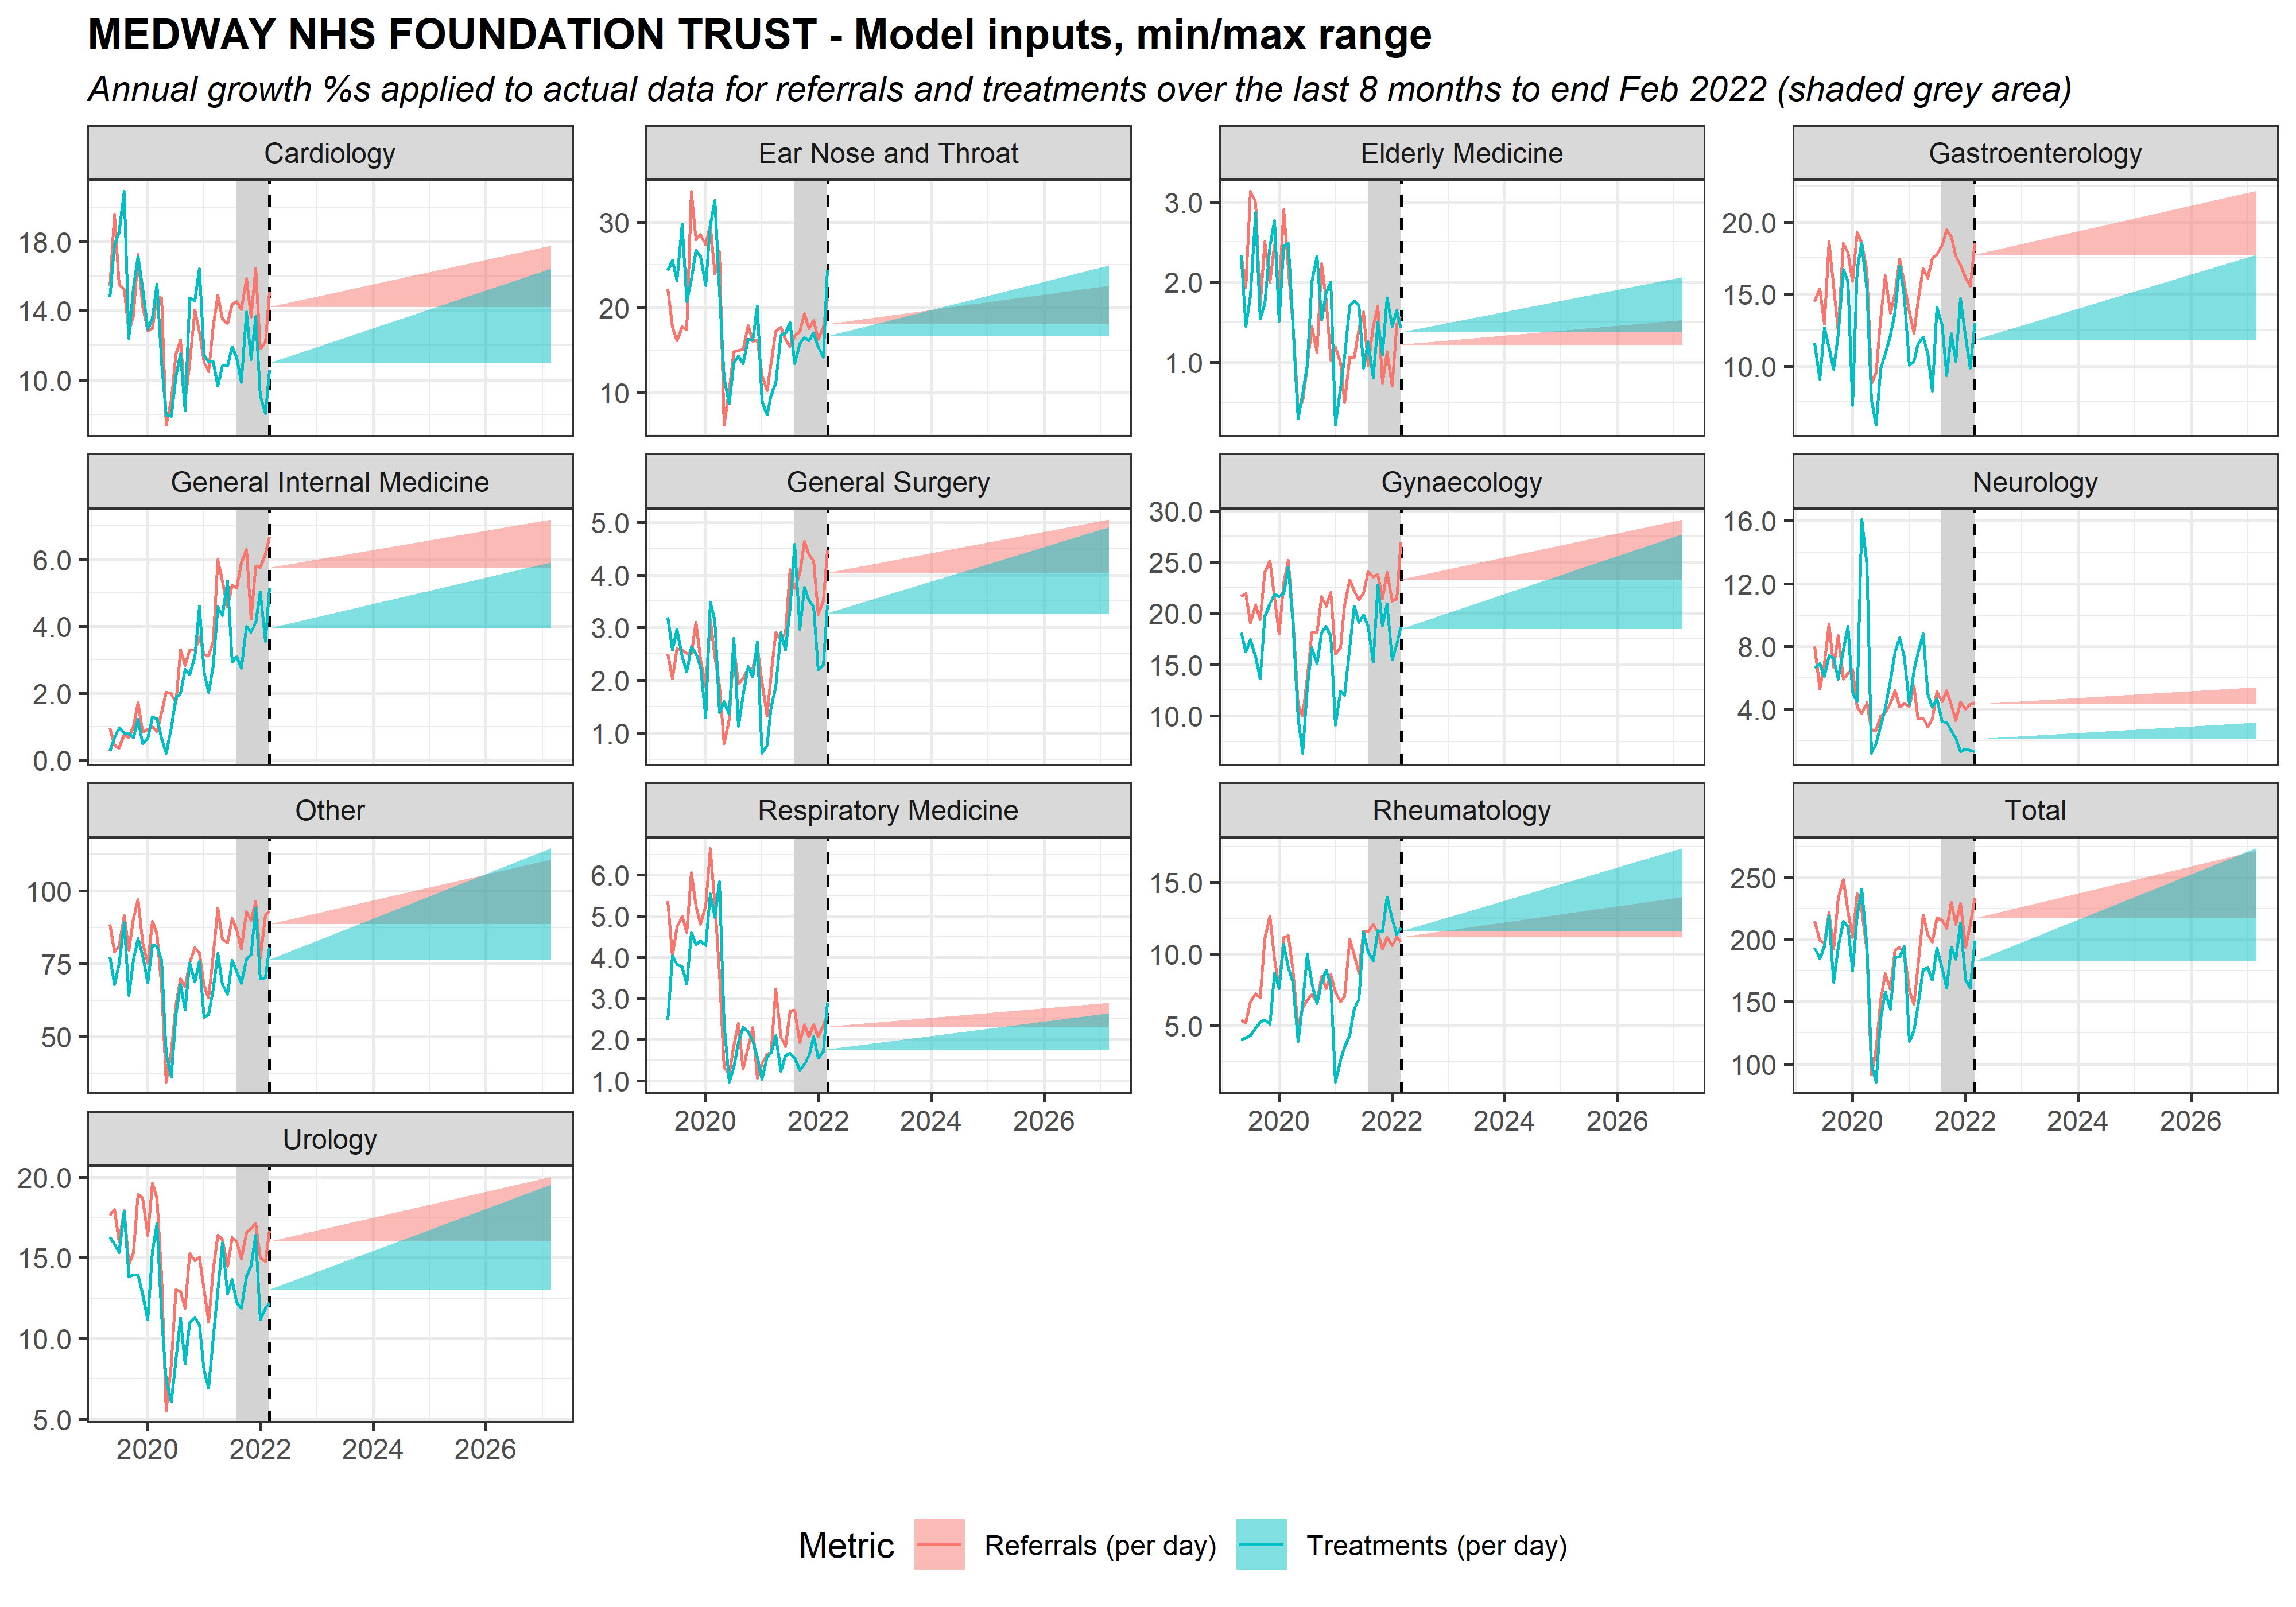 MEDWAY NHS FOUNDATION TRUST - Model inputs, min/max range
Annual growth %s applied to actual data for referrals and treatments over the last 8 months to end Feb 2022 (shaded grey area)
Cardiology
18.0
14.0
10.0
Ear Nose and Throat
30
20
10
Elderly Medicine
3.0
2.0
1.0
Gastroenterology
20.0
15.0
10.0
General Internal Medicine
6.0
4.0
2.0
0.0
General Surgery
5.0
4.0
3.0
2.0
1.0
Gynaecology
30.0
25.0
20.0
15.0
10.0
Neurology
16.0
12.0
8.0
4.0
Other
100
75
50
Respiratory Medicine
6.0
5.0
4.0
3.0
2.0
1.0
2020 2022 2024 2026
Rheumatology
15.0
10.0
5.0
2020 2022 2024 2026
Total
250
200
150
100
2020 2022 2024 2026
Urology
20.0
15.0
10.0
5.0
2020 2022 2024 2026
Metric Referrals (per day) Treatments (per day)